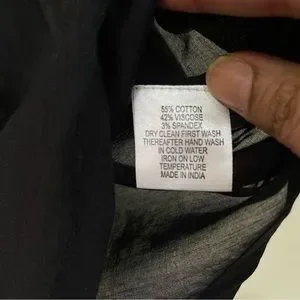 55% COTTON
42% VISCOSE
3% SPANDEX
DRY CLEAN FIRST WASH
THEREAFTER HAND WASH
IN COLD WATER
IRON ON LOW
TEMPERATURE
MADE IN INDIA